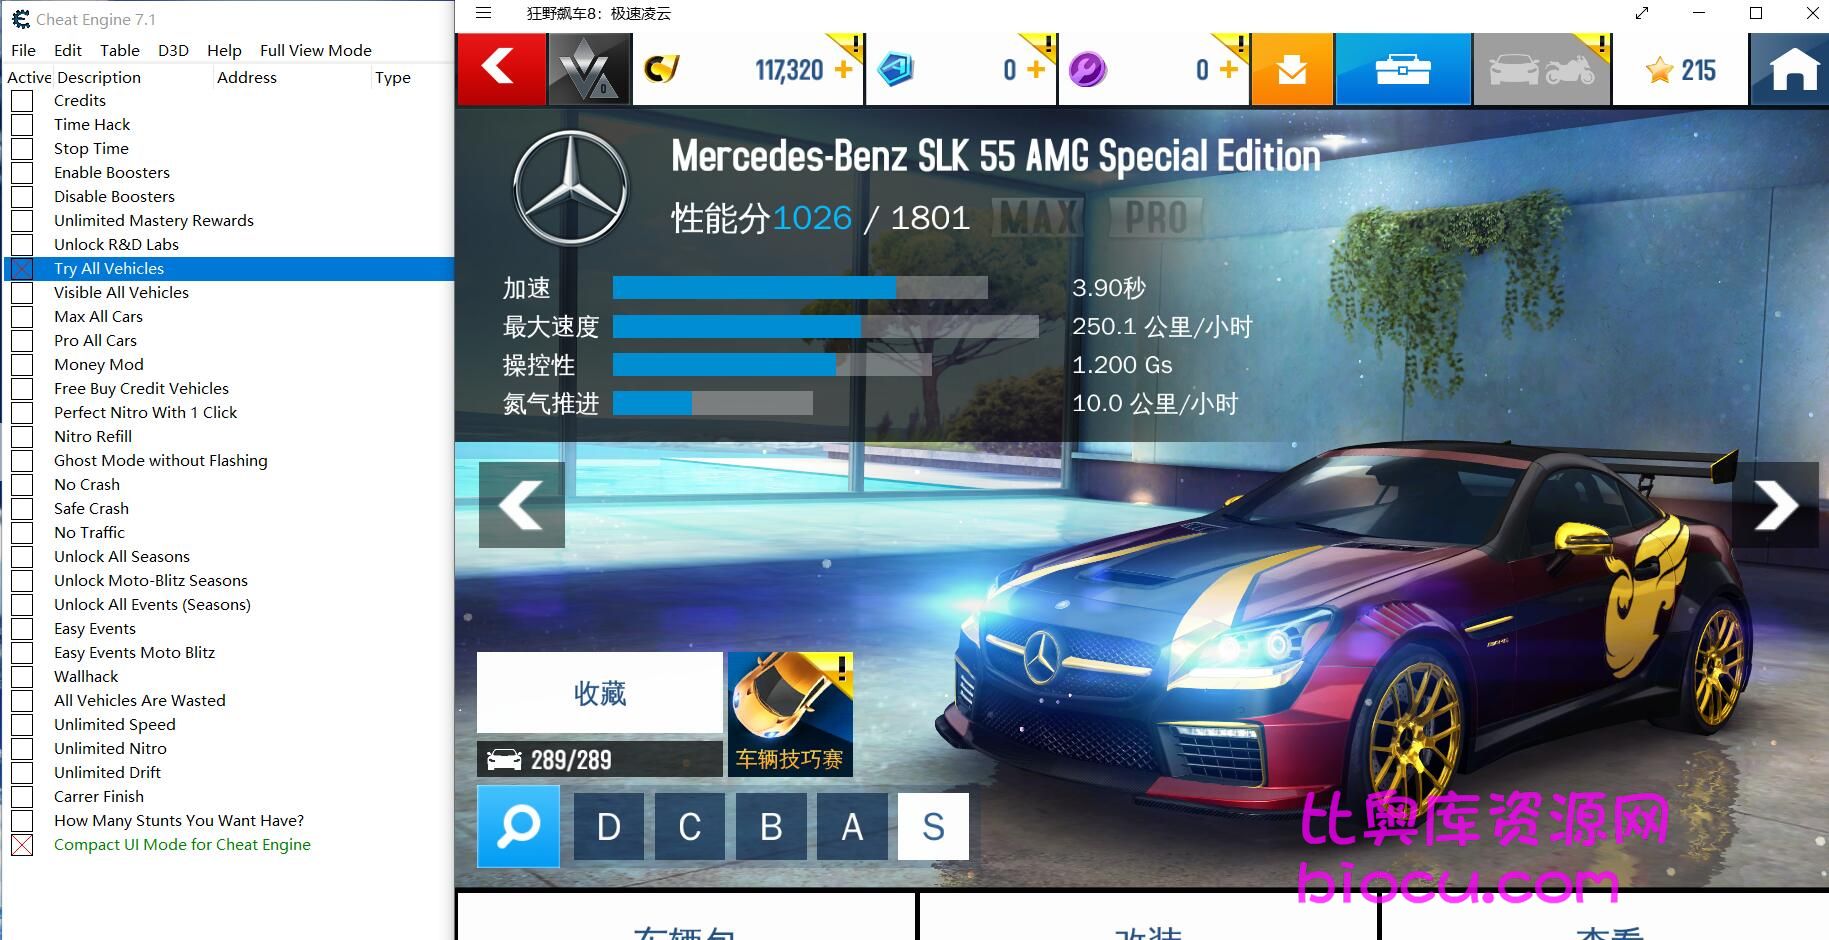 Cheat Engine 7.1
File Edit Table D3D Help Full View Mode
Active Description Address Type
Credits
Time Hack
Stop Time
Enable Boosters
Disable Boosters
Unlimited Mastery Rewards
Unlock R&D Labs
Try All Vehicles
Visible All Vehicles
Max All Cars
Pro All Cars
Money Mod
Free Buy Credit Vehicles
Perfect Nitro With 1 Click
Nitro Refill
Ghost Mode without Flashing
No Crash
Safe Crash
No Traffic
Unlock All Seasons
Unlock Moto-Blitz Seasons
Unlock All Events (Seasons)
Easy Events
Easy Events Moto Blitz
Wallhack
All Vehicles Are Wasted
Unlimited Speed
Unlimited Nitro
Unlimited Drift
Carrer Finish
How Many Stunts You Want Have?
Compact UI Mode for Cheat Engine
狂野飙车8：极速凌云
0 117,320 + 0 + 0 + 215
Mercedes-Benz SLK 55 AMG Special Edition
性能分1026 / 1801 MAX PRO
加速 3.90秒
最大速度 250.1 公里/小时
操控性 1.200 Gs
氮气推进 10.0 公里/小时
收藏
289/289
车辆技巧赛
D C B A S
比奥库资源网
biocu.com
车辆包 改装 查看